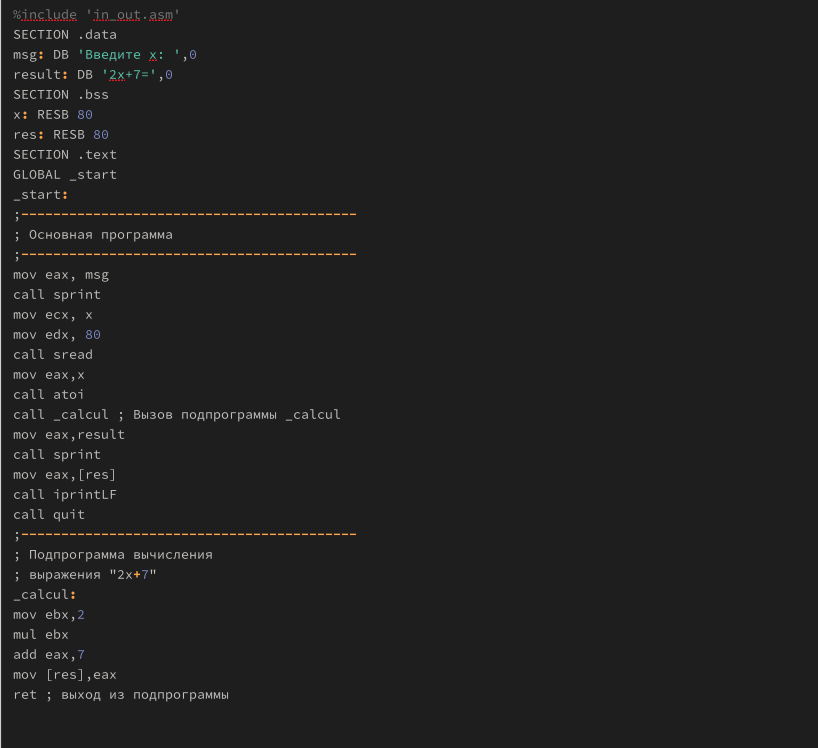 %include 'in_out.asm'
SECTION .data
msg: DB 'Введите x: ',0
result: DB '2x+7=',0
SECTION .bss
x: RESB 80
res: RESB 80
SECTION .text
GLOBAL _start
_start:
;------------------------------------------
; Основная программа
;------------------------------------------
mov eax, msg
call sprint
mov ecx, x
mov edx, 80
call sread
mov eax,x
call atoi
call _calcul ; Вызов подпрограммы _calcul
mov eax,result
call sprint
mov eax,[res]
call iprintLF
call quit
;------------------------------------------
; Подпрограмма вычисления
; выражения "2x+7"
_calcul:
mov ebx,2
mul ebx
add eax,7
mov [res],eax
ret ; выход из подпрограммы